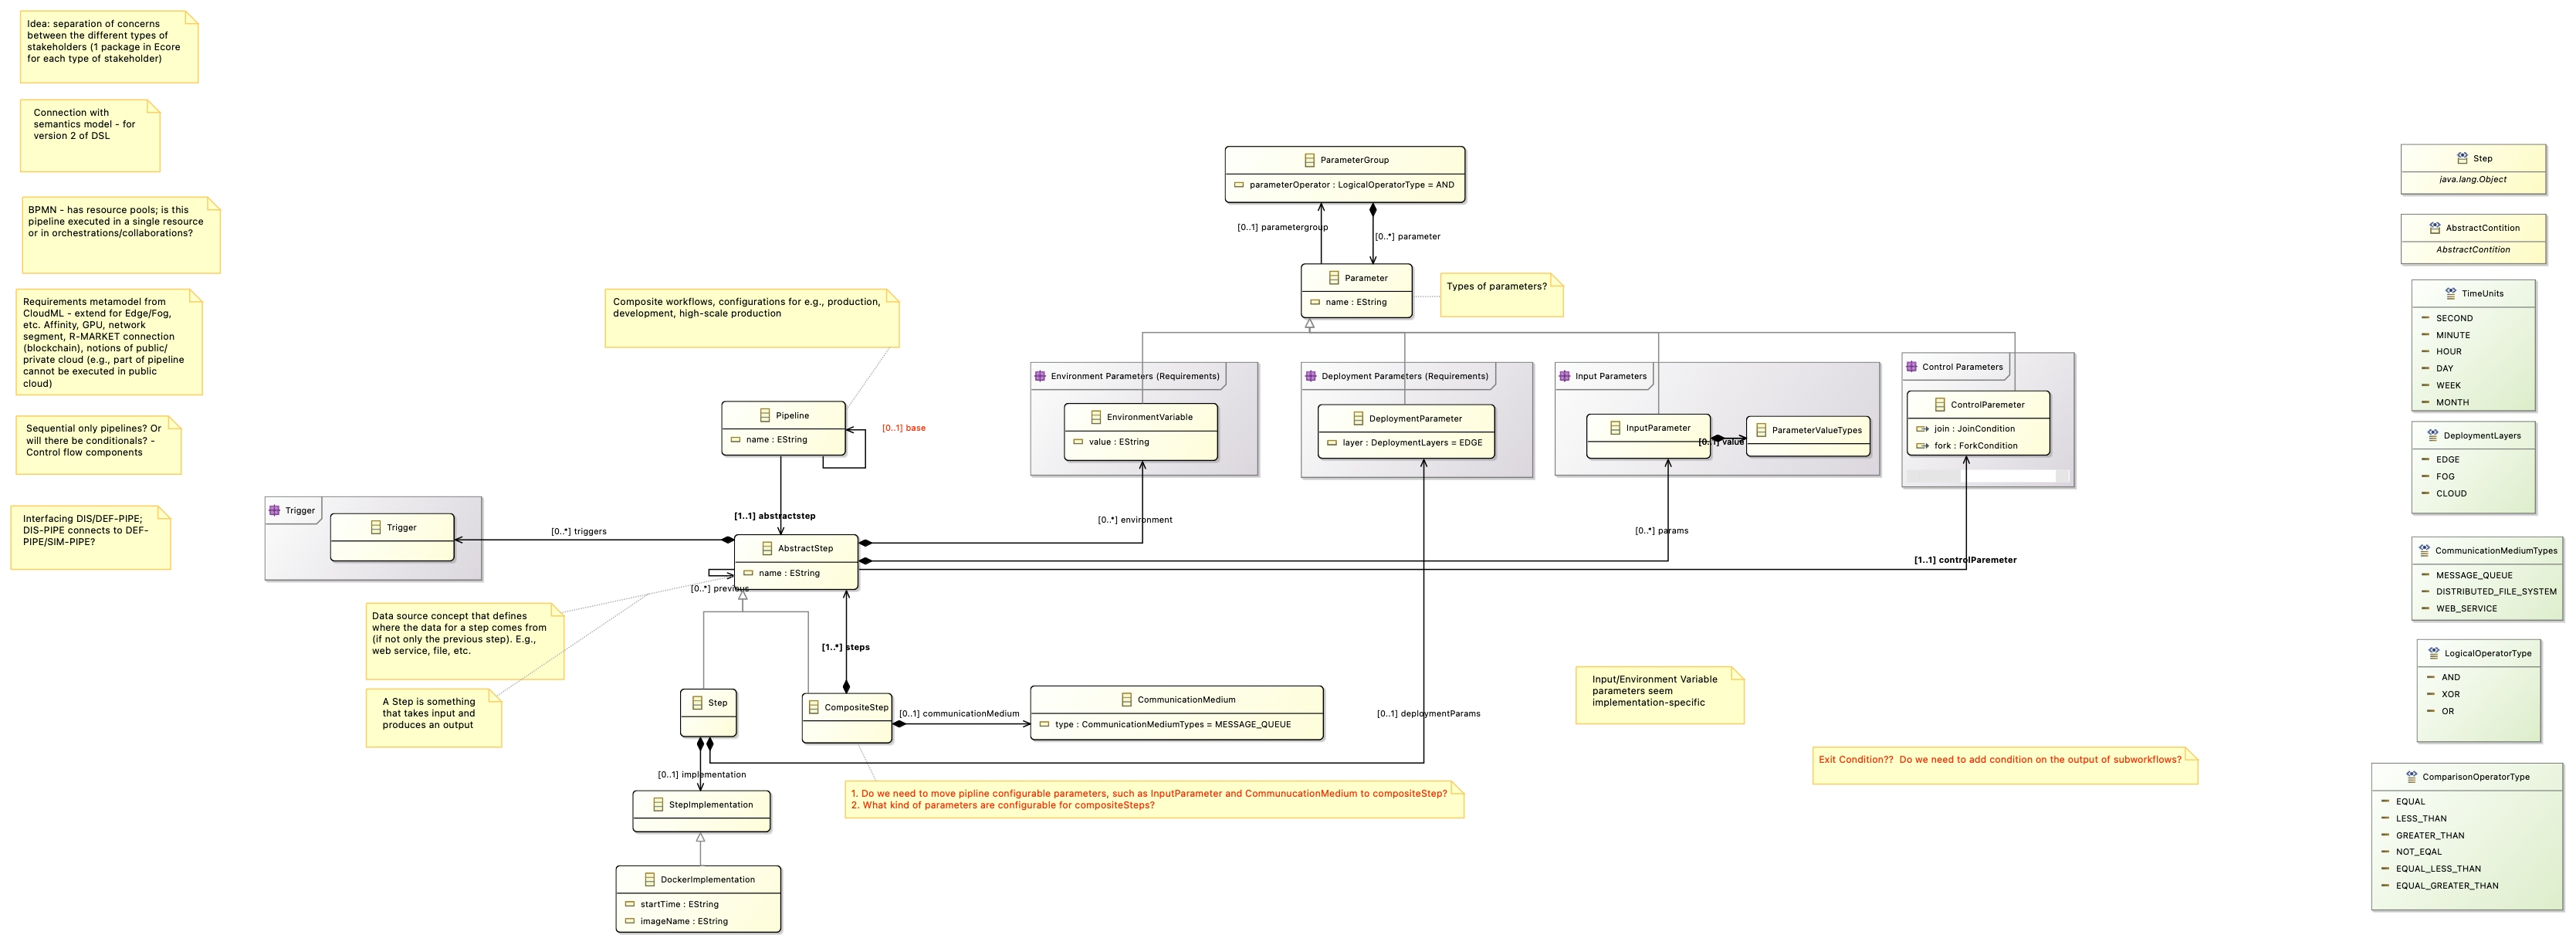 Idea: separation of concerns
between the different types of
stakeholders (1 package in Ecore
for each type of stakeholder)
Connection with
semantics model - for
version 2 of DSL
BPMN - has resource pools; is this
pipeline executed in a single resource
or in orchestrations/collaborations?
Requirements metamodel from
CloudML - extend for Edge/Fog,
etc. Affinity, GPU, network
segment, R-MARKET connection
(blockchain), notions of public/
private cloud (e.g., part of pipeline
cannot be executed in public
cloud)
Sequential only pipelines? Or
will there be conditionals? -
Control flow components
Interfacing DIS/DEF-PIPE;
DIS-PIPE connects to DEF-
PIPE/SIM-PIPE?
ParameterGroup
parameterOperator : LogicalOperatorType = AND
[0..1] parametergroup
[0..*] parameter
Parameter
name : EString
Types of parameters?
Composite workflows, configurations for e.g., production,
development, high-scale production
Pipeline
name : EString
[0..1] base
Environment Parameters (Requirements)
EnvironmentVariable
value : EString
Deployment Parameters (Requirements)
DeploymentParameter
layer : DeploymentLayers = EDGE
Input Parameters
InputParameter
[0..1] value
ParameterValueTypes
Control Parameters
ControlParemeter
join : JoinCondition
fork : ForkCondition
Trigger
Trigger
[0..*] triggers
[1..1] abstractstep
AbstractStep
name : EString
[0..*] previous
[0..*] environment
[0..*] params
[1..1] controlParemeter
Data source concept that defines
where the data for a step comes from
(if not only the previous step). E.g.,
web service, file, etc.
A Step is something
that takes input and
produces an output
[1..*] steps
Step
CompositeStep
[0..1] communicationMedium
CommunicationMedium
type : CommunicationMediumTypes = MESSAGE_QUEUE
[0..1] deploymentParams
Input/Environment Variable
parameters seem
implementation-specific
Exit Condition??  Do we need to add condition on the output of subworkflows?
[0..1] implementation
StepImplementation
1. Do we need to move pipline configurable parameters, such as InputParameter and CommunucationMedium to compositeStep?
2. What kind of parameters are configurable for compositeSteps?
DockerImplementation
startTime : EString
imageName : EString
Step
java.lang.Object
AbstractContition
AbstractContition
TimeUnits
SECOND
MINUTE
HOUR
DAY
WEEK
MONTH
DeploymentLayers
EDGE
FOG
CLOUD
CommunicationMediumTypes
MESSAGE_QUEUE
DISTRIBUTED_FILE_SYSTEM
WEB_SERVICE
LogicalOperatorType
AND
XOR
OR
ComparisonOperatorType
EQUAL
LESS_THAN
GREATER_THAN
NOT_EQAL
EQUAL_LESS_THAN
EQUAL_GREATER_THAN